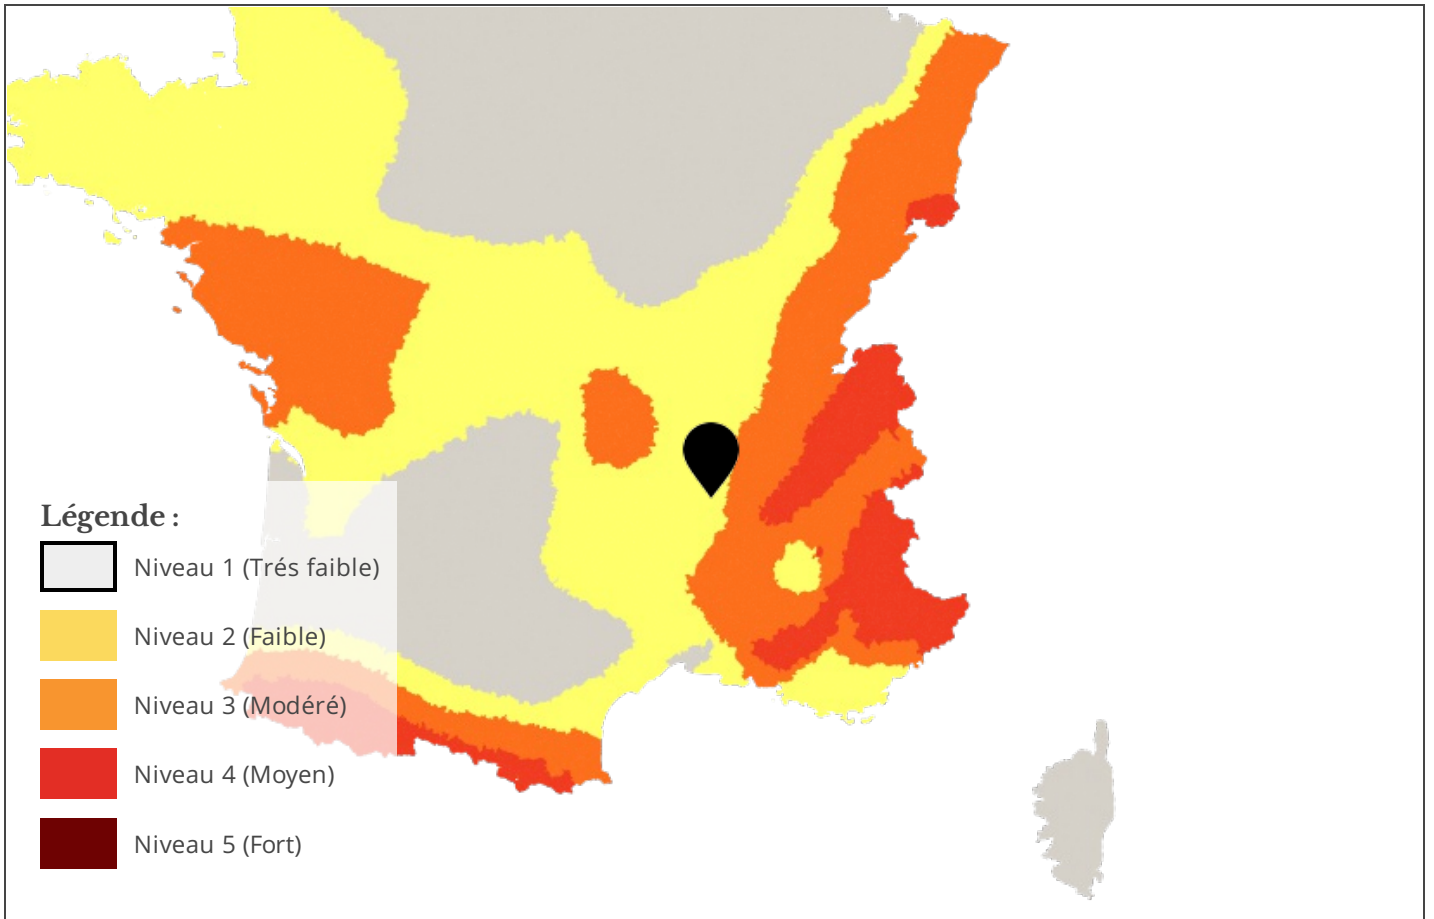 Légende :
Niveau 1 (Trés faible)
Niveau 2 (Faible)
Niveau 3 (Modéré)
Niveau 4 (Moyen)
Niveau 5 (Fort)